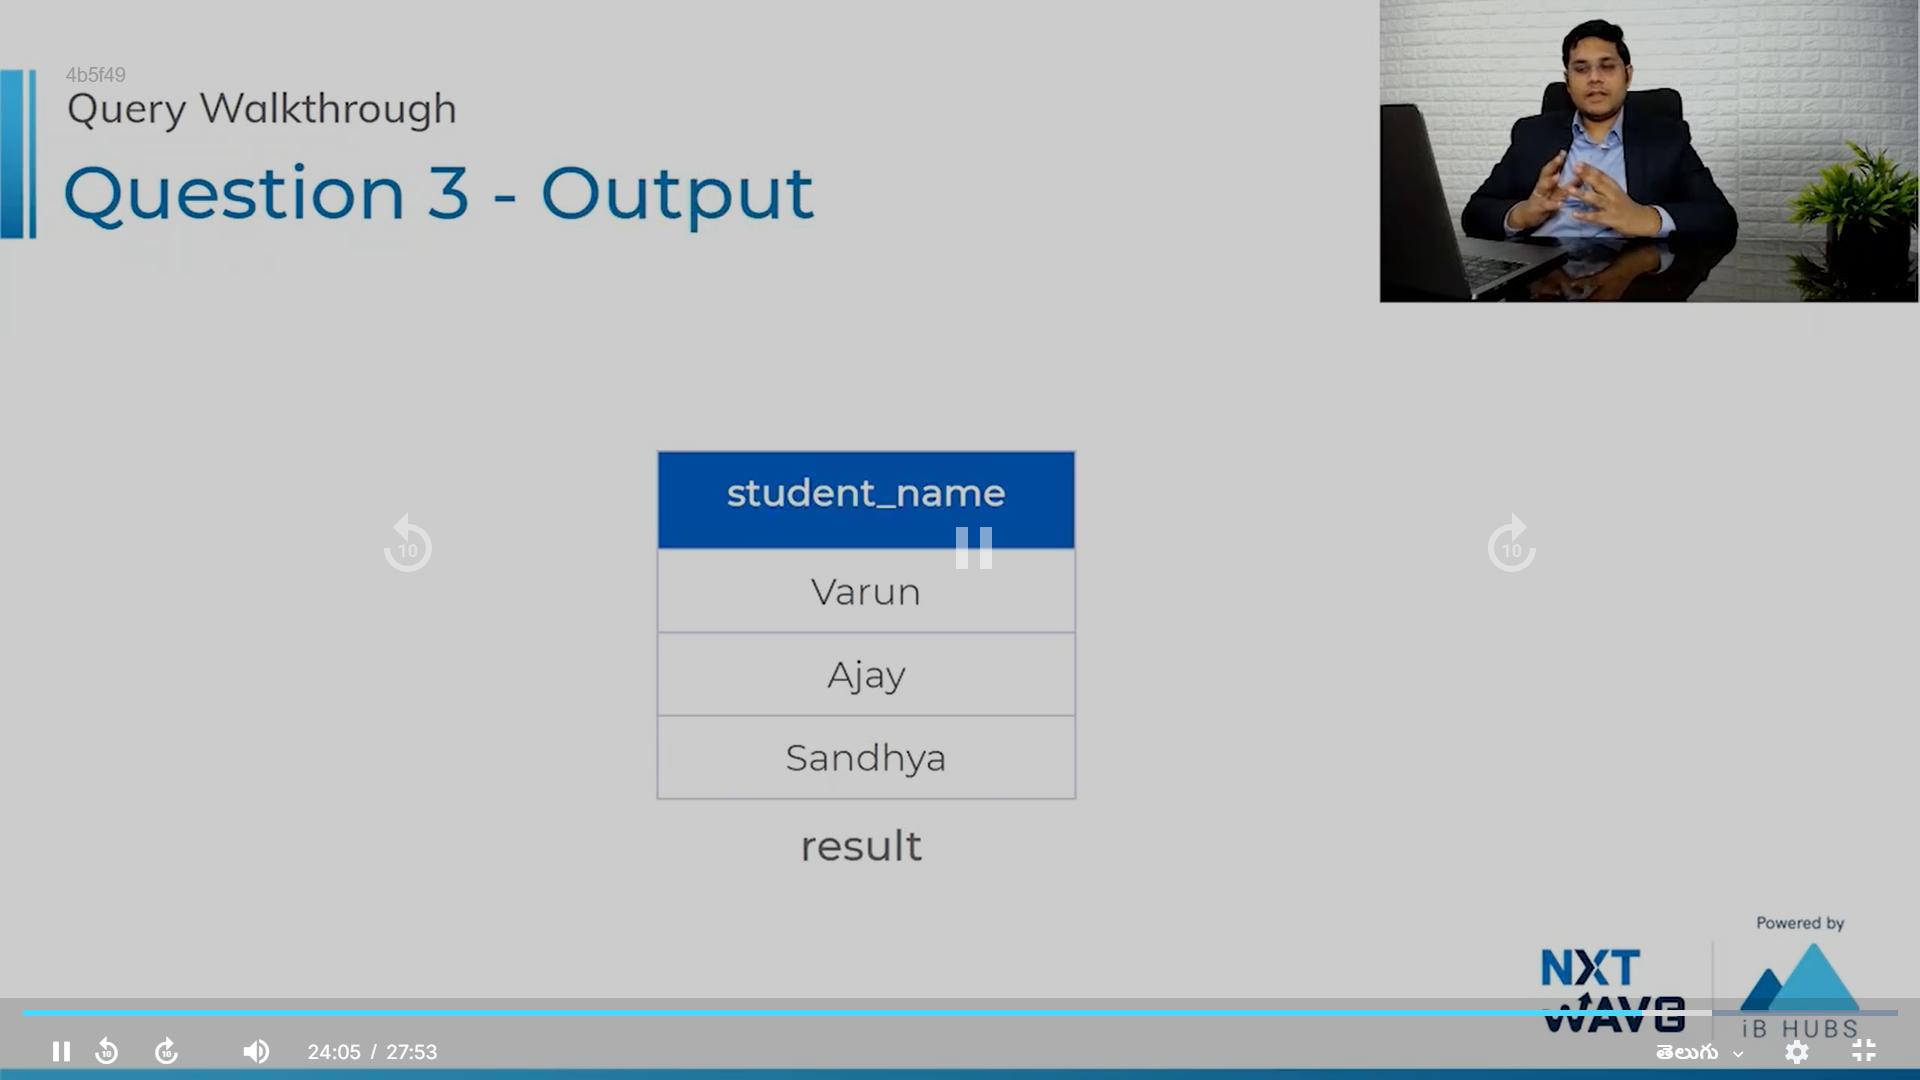 4b5f49
Query Walkthrough
Question 3 - Output
student_name
Varun
Ajay
Sandhya
result
10
10
Powered by
NXT
WAVE
iB HUBS
10
10
24:05 / 27:53
తెలుగు